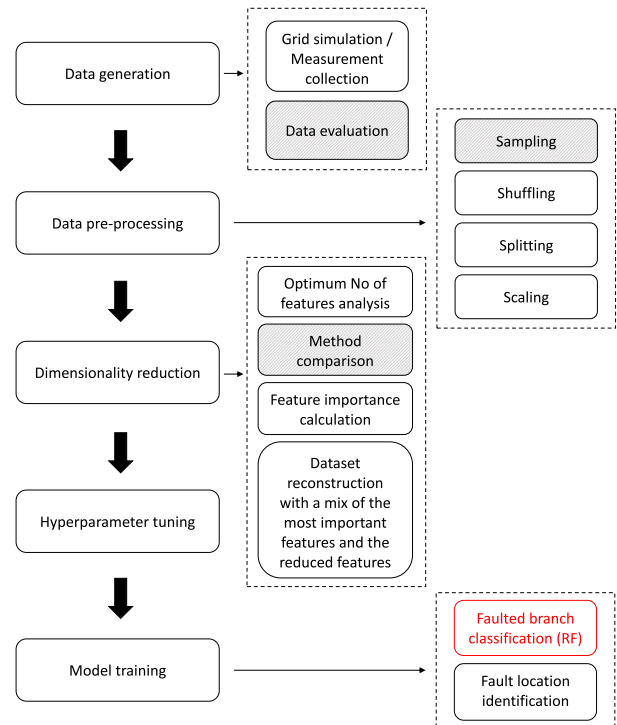 Data generation
Grid simulation /
Measurement
collection
Data evaluation
Data pre-processing
Sampling
Shuffling
Splitting
Scaling
Dimensionality reduction
Optimum No of
features analysis
Method
comparison
Feature importance
calculation
Dataset
reconstruction
with a mix of the
most important
features and the
reduced features
Hyperparameter tuning
Model training
Faulted branch
classification (RF)
Fault location
identification